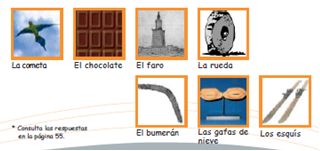 La cometa El chocolate El faro La rueda
El bumerán Las gafas de nieve Los esquís
* Consulta las respuestas
en la página 55.